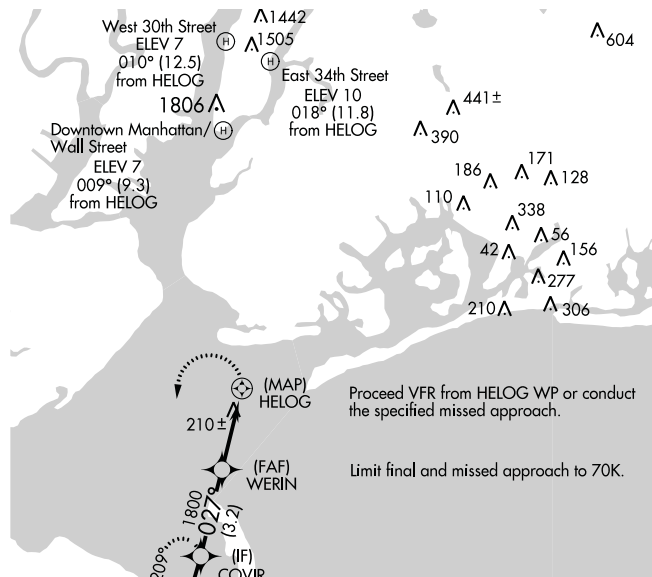 1442
West 30th Street
ELEV 7
010° (12.5)
from HELOG
H
1505
H
604
East 34th Street
ELEV 10
018° (11.8)
from HELOG
1806
441±
390
Downtown Manhattan/
Wall Street
ELEV 7
009° (9.3)
from HELOG
H
171
186
128
110
338
56
42
156
277
210
306
(MAP)
HELOG
210±
Proceed VFR from HELOG WP or conduct
the specified missed approach.
(FAF)
WERIN
Limit final and missed approach to 70K.
1800
027°
(3.2)
209°
(IF)
COVIR